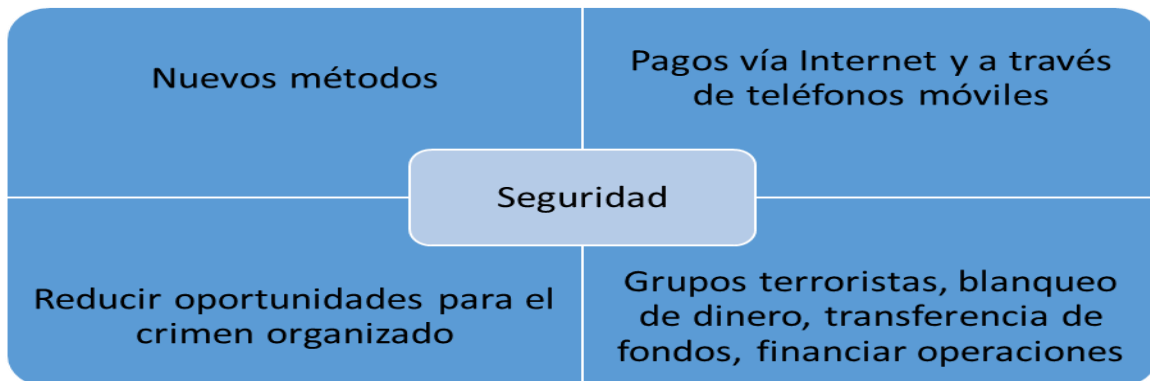 Nuevos métodos
Pagos vía Internet y a través
de teléfonos móviles
Seguridad
Reducir oportunidades para el
crimen organizado
Grupos terroristas, blanqueo
de dinero, transferencia de
fondos, financiar operaciones